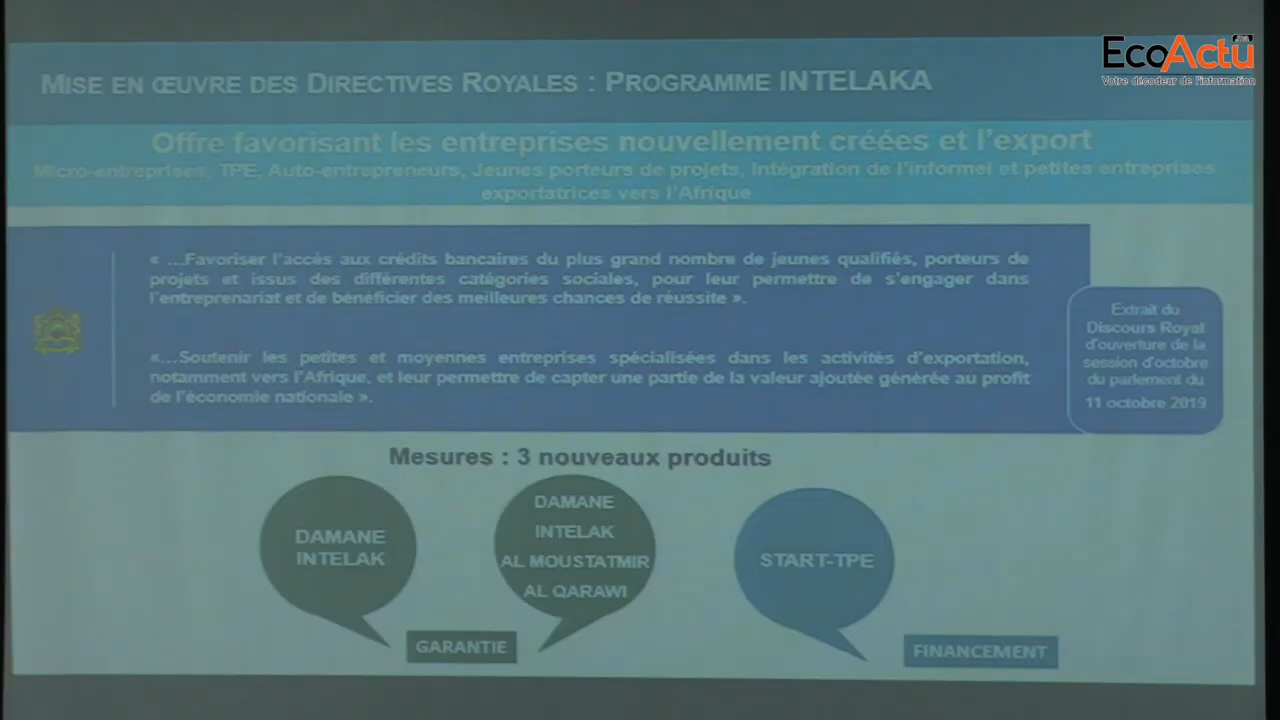 EcoActu
Votre décodeur de l'information
MISE EN ŒUVRE DES DIRECTIVES ROYALES : PROGRAMME INTELAKA
Offre favorisant les entreprises nouvellement créées et l'export
Micro-entreprises, TPE, Auto-entrepreneurs, Jeunes porteurs de projets, Intégration de l'informel et petites entreprises
exportatrices vers l'Afrique
« …Favoriser l'accès aux crédits bancaires du plus grand nombre de jeunes qualifiés, porteurs de
projets et issus des différentes catégories sociales, pour leur permettre de s'engager dans
l'entreprenariat et de bénéficier des meilleures chances de réussite ».
«…Soutenir les petites et moyennes entreprises spécialisées dans les activités d'exportation,
notamment vers l'Afrique, et leur permettre de capter une partie de la valeur ajoutée générée au profit
de l'économie nationale ».
Extrait du
Discours Royal
d'ouverture de la
session d'octobre
du parlement du
11 octobre 2019
Mesures : 3 nouveaux produits
DAMANE
INTELAK
DAMANE
INTELAK
AL MOUSTATMIR
AL QARAWI
START-TPE
GARANTIE
FINANCEMENT